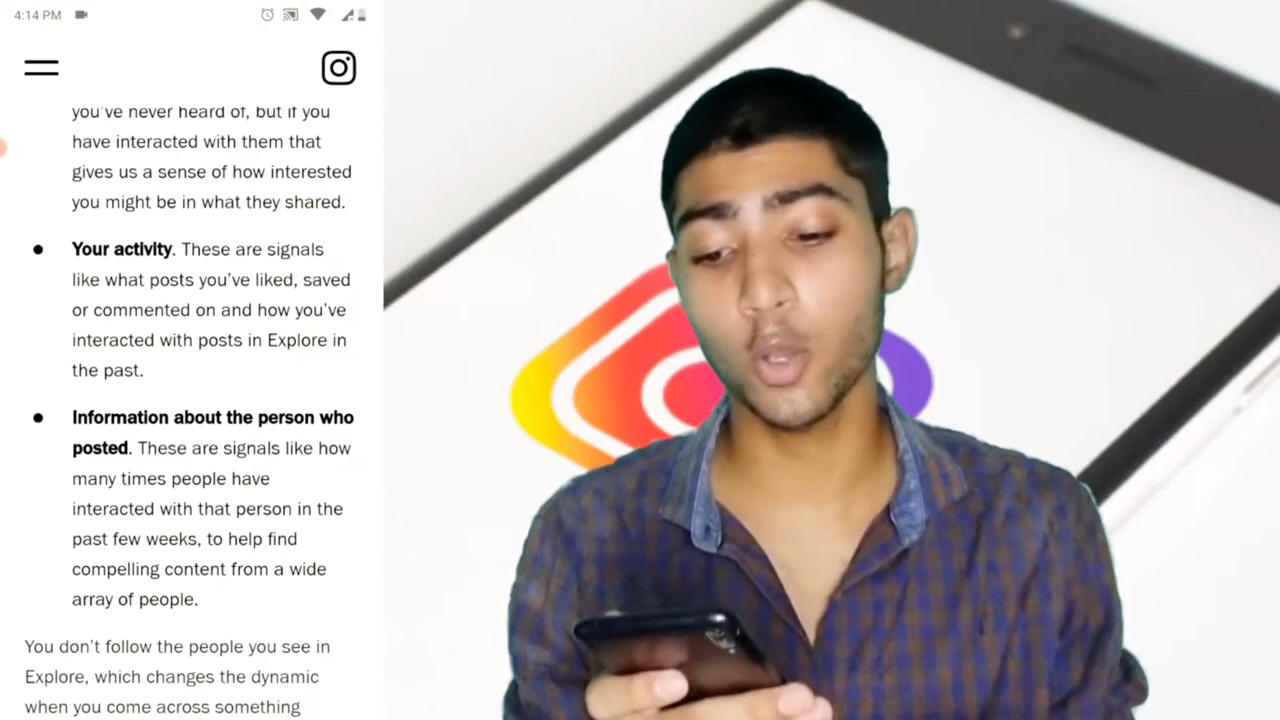 4:14 PM
you've never heard of, but if you
have interacted with them that
gives us a sense of how interested
you might be in what they shared.
● Your activity. These are signals
like what posts you've liked, saved
or commented on and how you've
interacted with posts in Explore in
the past.
● Information about the person who
posted. These are signals like how
many times people have
interacted with that person in the
past few weeks, to help find
compelling content from a wide
array of people.
You don't follow the people you see in
Explore, which changes the dynamic
when you come across something